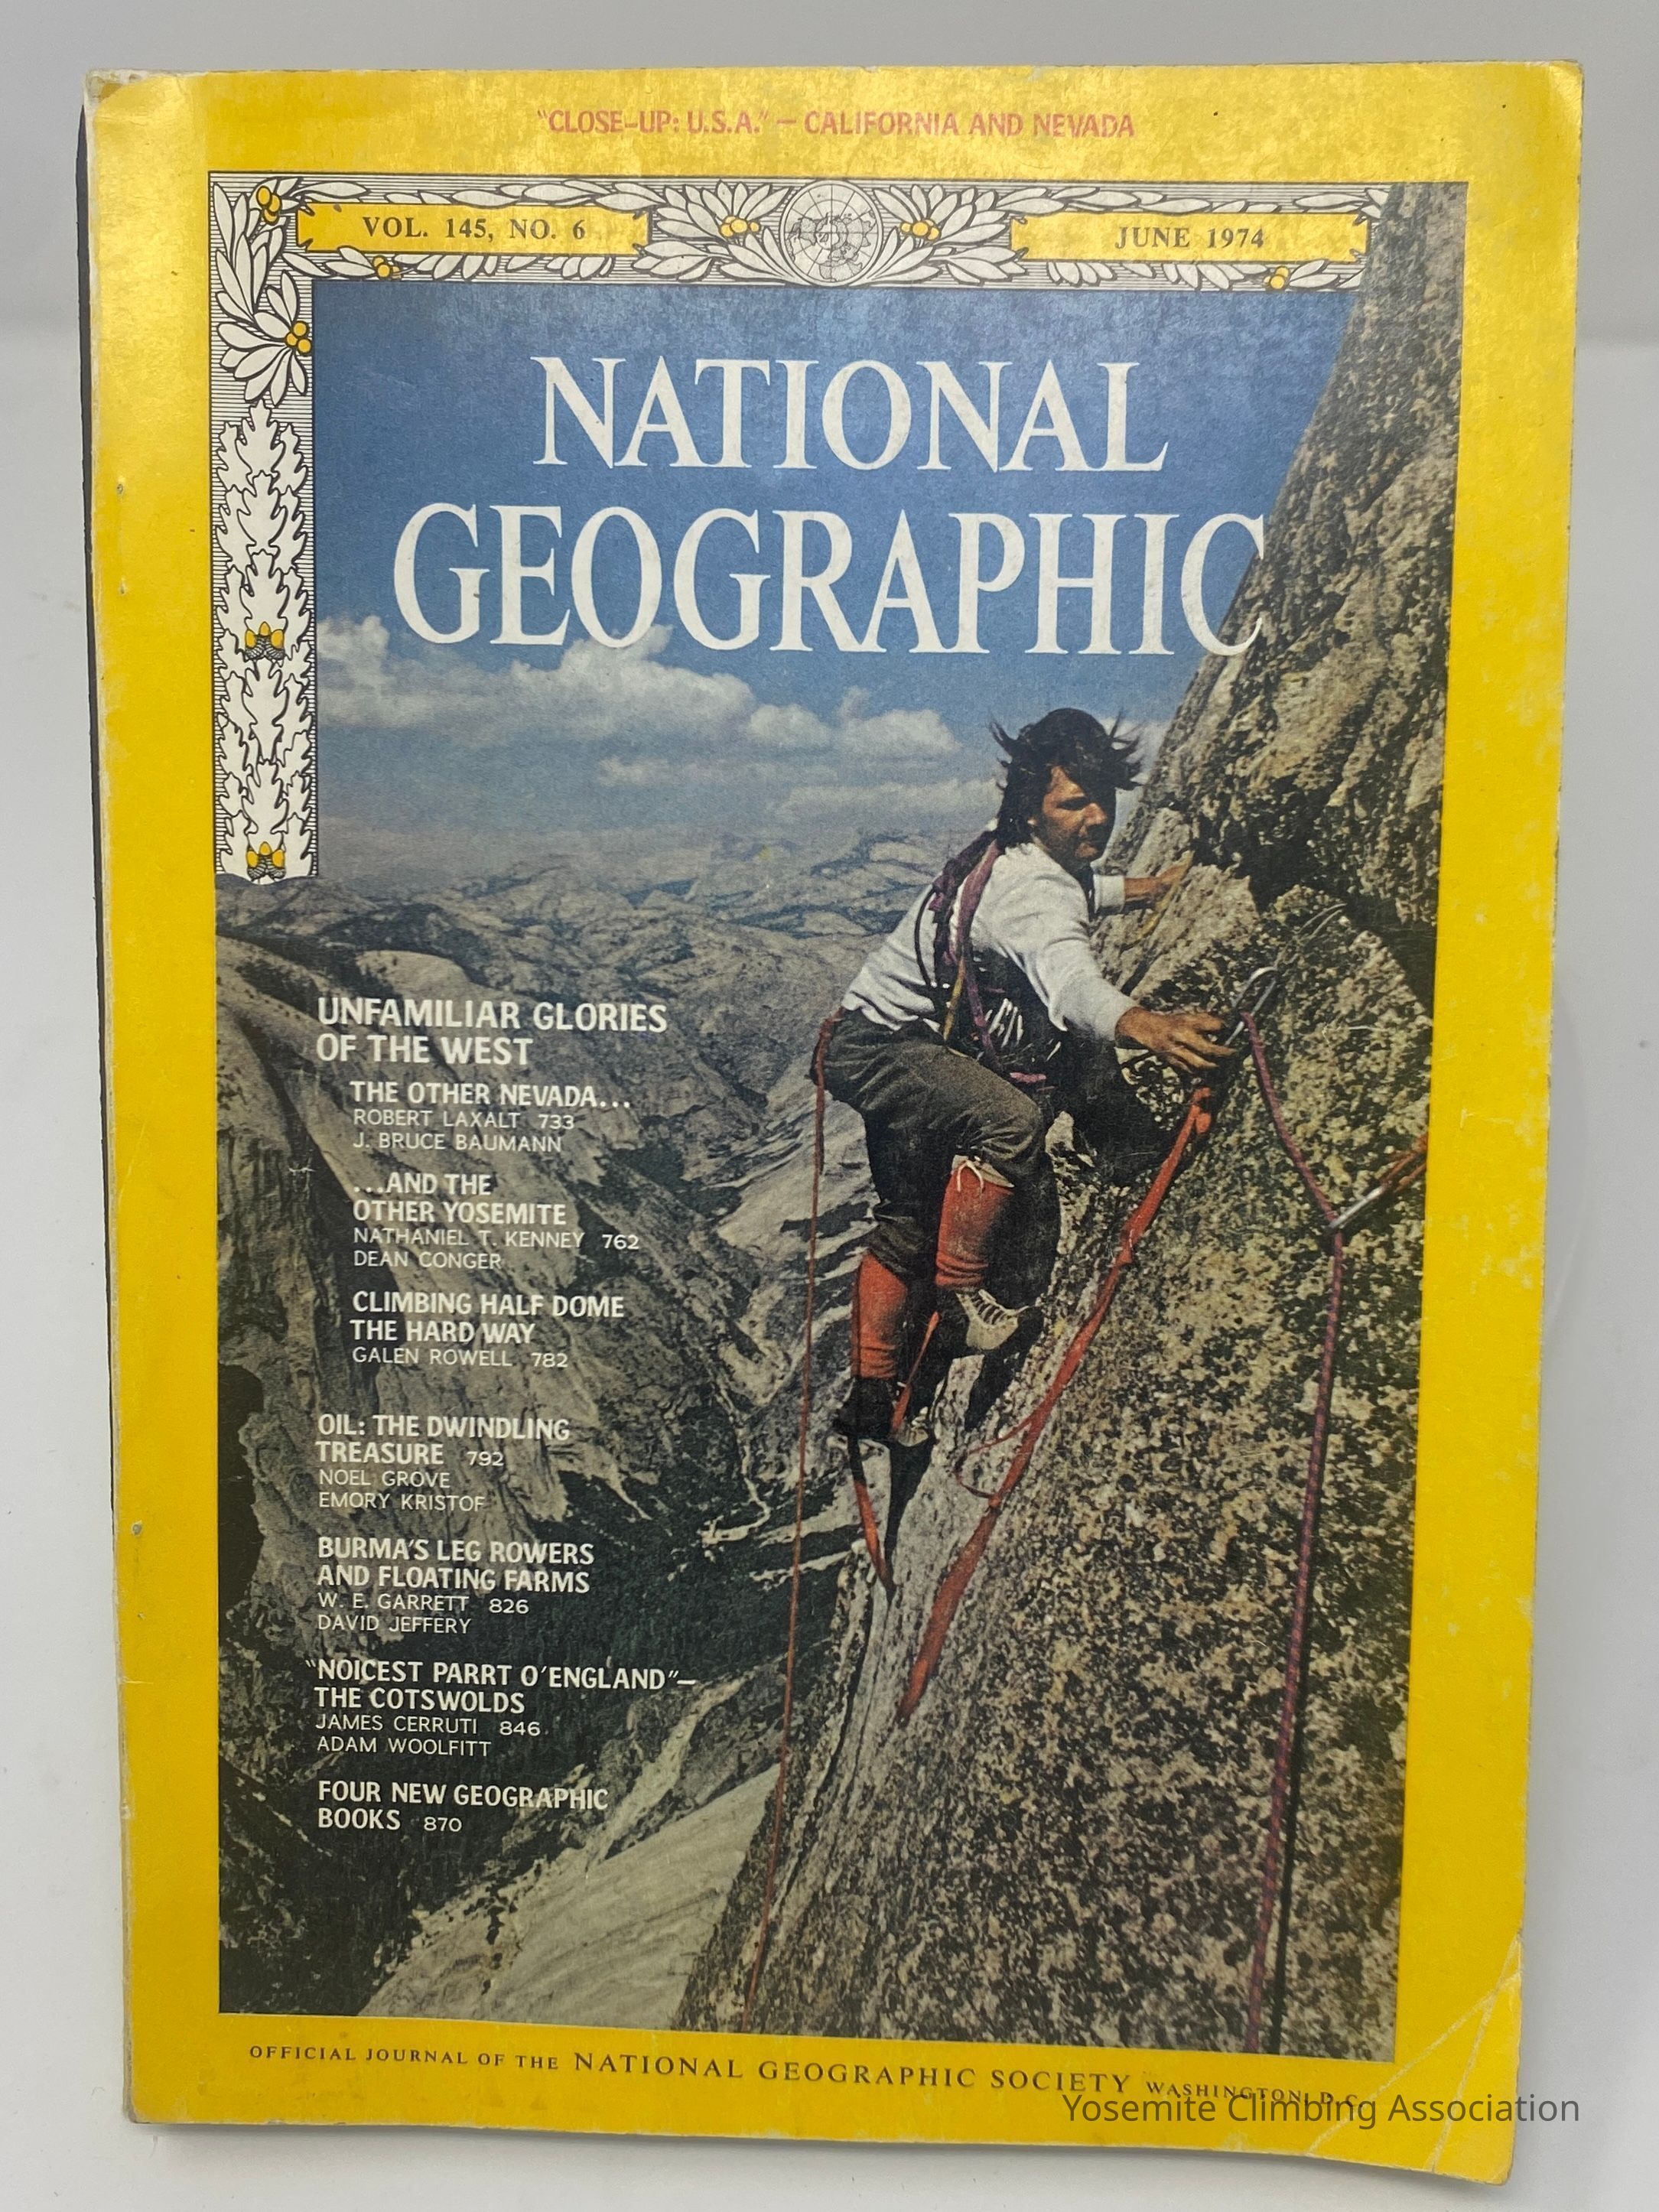 "CLOSE-UP: U.S.A." — CALIFORNIA AND NEVADA
VOL. 145, NO. 6
JUNE 1974
NATIONAL
GEOGRAPHIC
UNFAMILIAR GLORIES
OF THE WEST
THE OTHER NEVADA...
ROBERT LAXALT 733
J. BRUCE BAUMANN
...AND THE
OTHER YOSEMITE
NATHANIEL T. KENNEY 762
DEAN CONGER
CLIMBING HALF DOME
THE HARD WAY
GALEN ROWELL 782
OIL: THE DWINDLING
TREASURE 792
NOEL GROVE
EMORY KRISTOF
BURMA'S LEG ROWERS
AND FLOATING FARMS
W. E. GARRETT 826
DAVID JEFFERY
"NOICEST PARRT O'ENGLAND"—
THE COTSWOLDS
JAMES CERRUTI 846
ADAM WOOLFITT
FOUR NEW GEOGRAPHIC
BOOKS 870
OFFICIAL JOURNAL OF THE NATIONAL GEOGRAPHIC SOCIETY WASHINGTON, D.C.
Yosemite Climbing Association